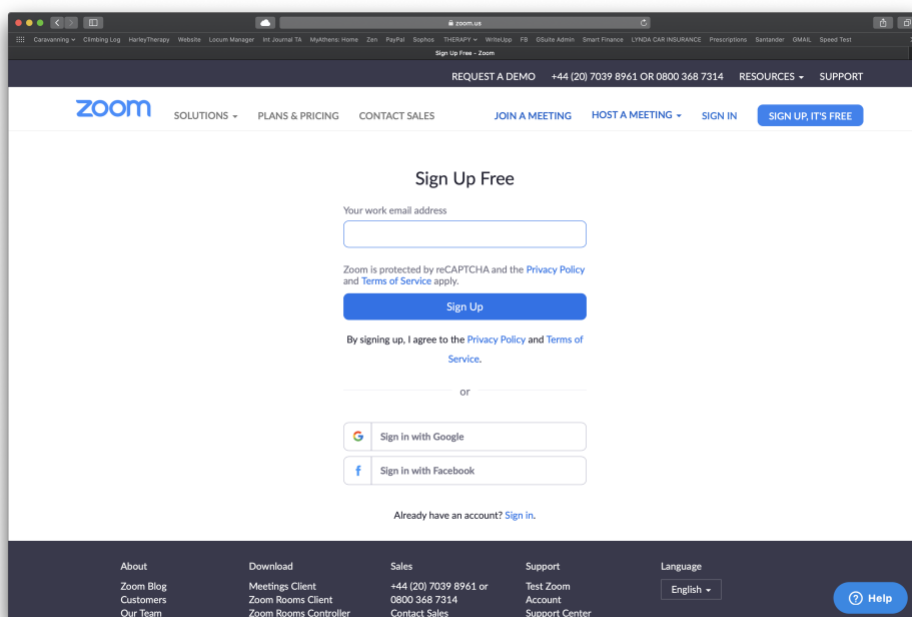 zoom.us
Caravanning Climbing Log HarleyTherapy Website Locum Manager Int Journal TA MyAthens: Home Zen PayPal Sophos THERAPY WriteUpp FB GSuite Admin Smart Finance LYNDA CAR INSURANCE Prescriptions Santander GMAIL Speed Test
Sign Up Free - Zoom
REQUEST A DEMO +44 (20) 7039 8961 OR 0800 368 7314 RESOURCES SUPPORT
zoom SOLUTIONS PLANS & PRICING CONTACT SALES JOIN A MEETING HOST A MEETING SIGN IN SIGN UP, IT'S FREE
Sign Up Free
Your work email address
Zoom is protected by reCAPTCHA and the Privacy Policy
and Terms of Service apply.
Sign Up
By signing up, I agree to the Privacy Policy and Terms of
Service.
or
Sign in with Google
Sign in with Facebook
Already have an account? Sign in.
About Download Sales Support Language
Zoom Blog Meetings Client +44 (20) 7039 8961 or Test Zoom English
Customers Zoom Rooms Client 0800 368 7314 Account
Our Team Zoom Rooms Controller Contact Sales Support Center
Help